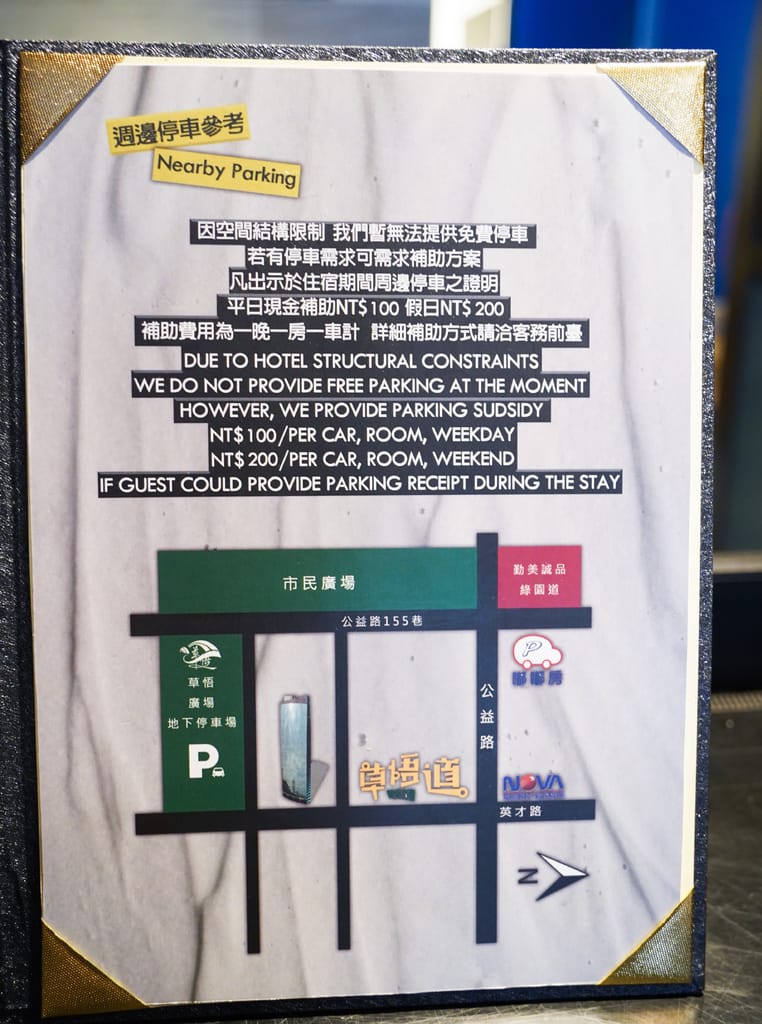 週邊停車參考
Nearby Parking
因空間結構限制 我們暫無法提供免費停車
若有停車需求可需求補助方案
凡出示於住宿期間周邊停車之證明
平日現金補助NT$100 假日NT$200
補助費用為一晚一房一車計 詳細補助方式請洽客務前臺
DUE TO HOTEL STRUCTURAL CONSTRAINTS
WE DO NOT PROVIDE FREE PARKING AT THE MOMENT
HOWEVER, WE PROVIDE PARKING SUDSIDY
NT$100/PER CAR, ROOM, WEEKDAY
NT$200/PER CAR, ROOM, WEEKEND
IF GUEST COULD PROVIDE PARKING RECEIPT DURING THE STAY
市民廣場
勤美誠品
綠園道
公益路155巷
草悟
廣場
地下停車場
P
公益路
P
嘟嘟房
草悟道
NOVA
英才路
N